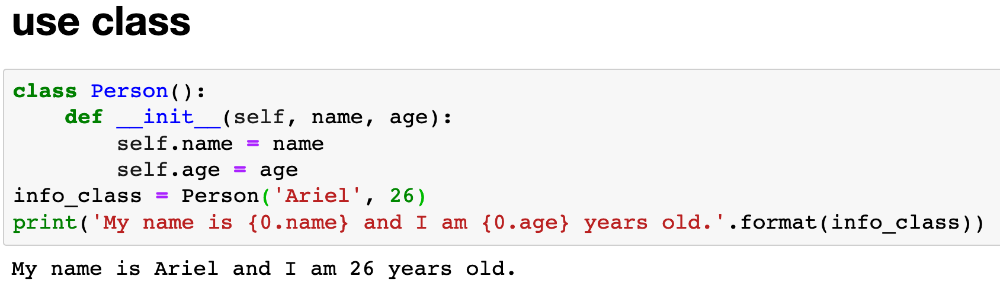 use class
class Person():
    def __init__(self, name, age):
        self.name = name
        self.age = age
info_class = Person('Ariel', 26)
print('My name is {0.name} and I am {0.age} years old.'.format(info_class))
My name is Ariel and I am 26 years old.